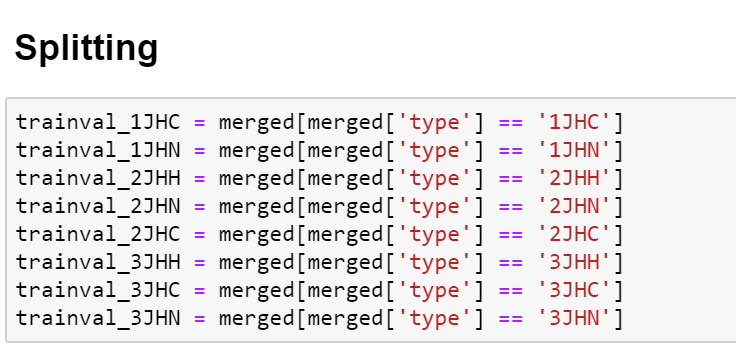 Splitting
trainval_1JHC = merged[merged['type'] == '1JHC']
trainval_1JHN = merged[merged['type'] == '1JHN']
trainval_2JHH = merged[merged['type'] == '2JHH']
trainval_2JHN = merged[merged['type'] == '2JHN']
trainval_2JHC = merged[merged['type'] == '2JHC']
trainval_3JHH = merged[merged['type'] == '3JHH']
trainval_3JHC = merged[merged['type'] == '3JHC']
trainval_3JHN = merged[merged['type'] == '3JHN']